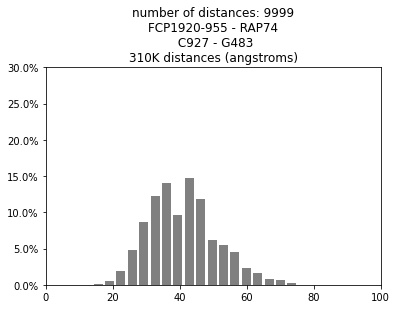 number of distances: 9999
FCP1920-955 - RAP74
C927 - G483
310K distances (angstroms)
30.0%
25.0%
20.0%
15.0%
10.0%
5.0%
0.0%
0 20 40 60 80 100